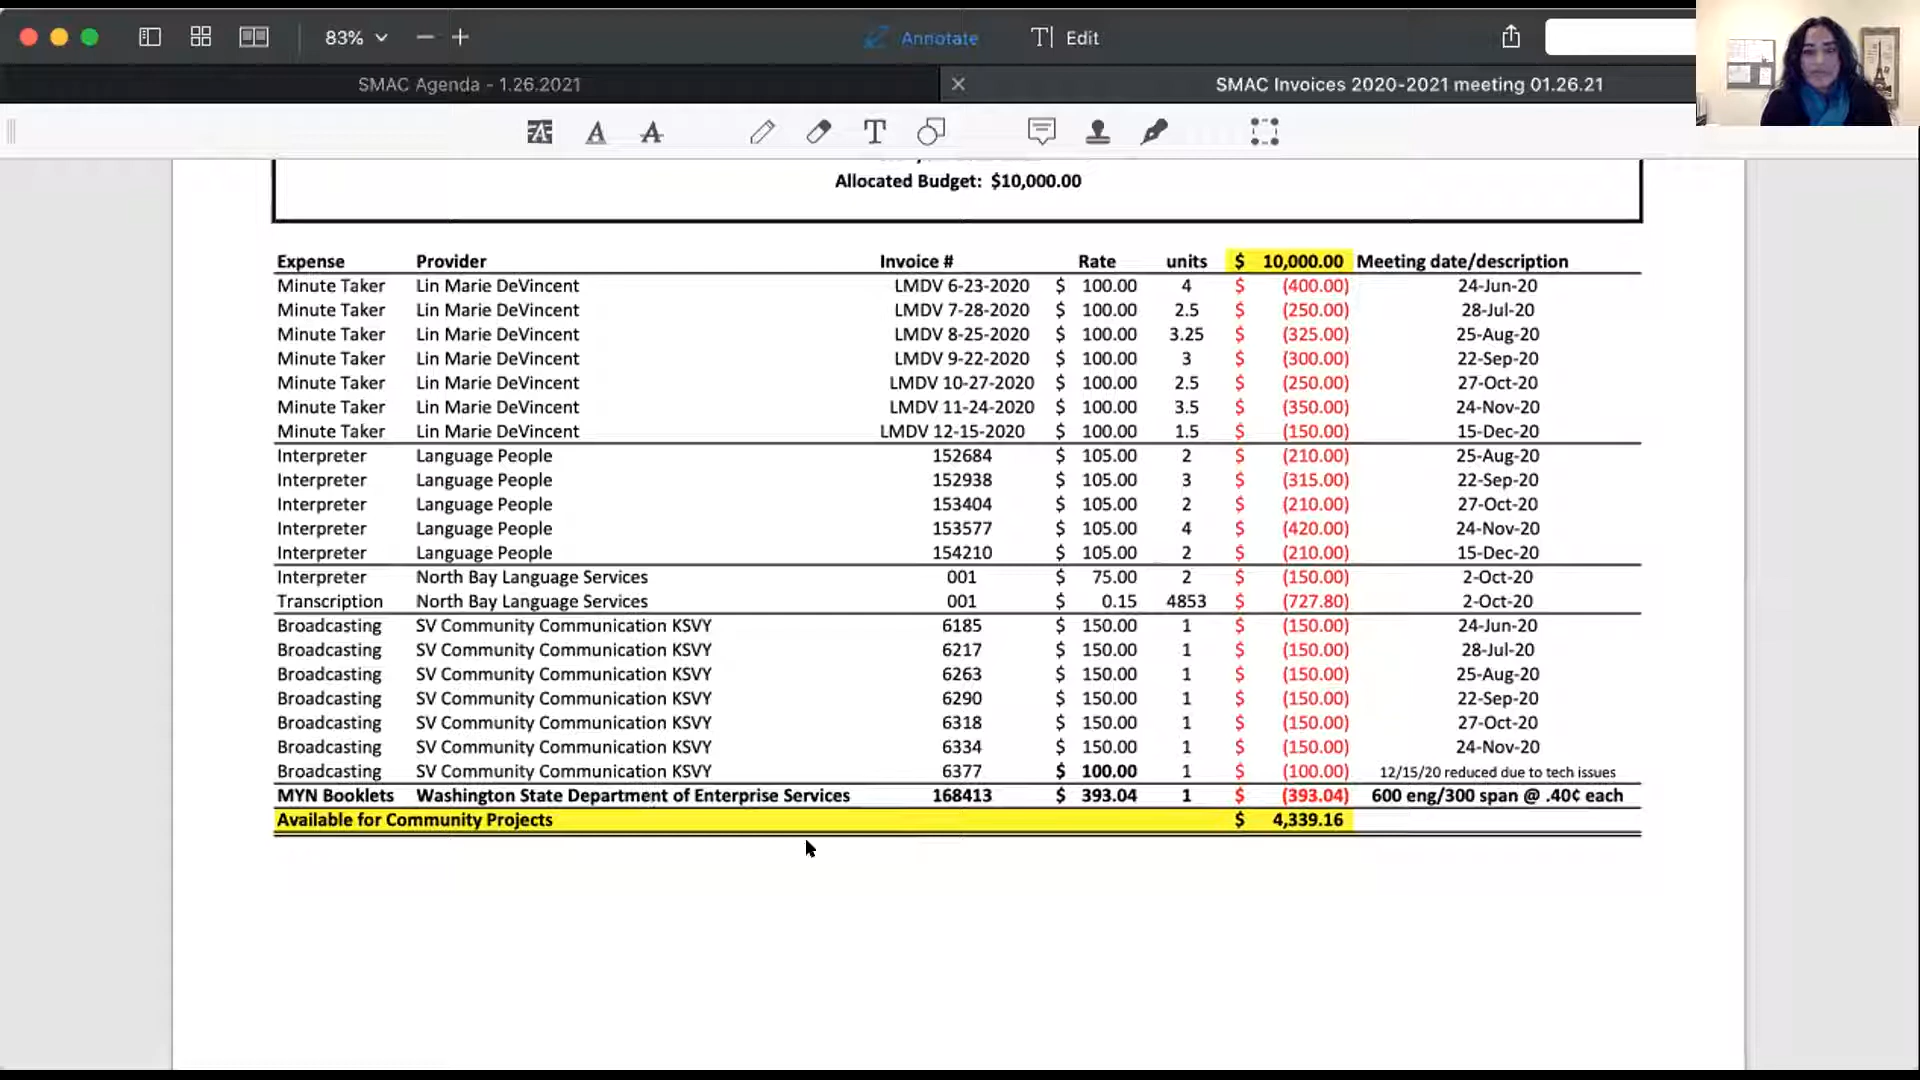 83%
Annotate
Edit
SMAC Agenda - 1.26.2021
SMAC Invoices 2020-2021 meeting 01.26.21
Allocated Budget: $10,000.00
Expense Provider Invoice # Rate units $ 10,000.00 Meeting date/description
Minute Taker Lin Marie DeVincent LMDV 6-23-2020 $ 100.00 4 $ (400.00) 24-Jun-20
Minute Taker Lin Marie DeVincent LMDV 7-28-2020 $ 100.00 2.5 $ (250.00) 28-Jul-20
Minute Taker Lin Marie DeVincent LMDV 8-25-2020 $ 100.00 3.25 $ (325.00) 25-Aug-20
Minute Taker Lin Marie DeVincent LMDV 9-22-2020 $ 100.00 3 $ (300.00) 22-Sep-20
Minute Taker Lin Marie DeVincent LMDV 10-27-2020 $ 100.00 2.5 $ (250.00) 27-Oct-20
Minute Taker Lin Marie DeVincent LMDV 11-24-2020 $ 100.00 3.5 $ (350.00) 24-Nov-20
Minute Taker Lin Marie DeVincent LMDV 12-15-2020 $ 100.00 1.5 $ (150.00) 15-Dec-20
Interpreter Language People 152684 $ 105.00 2 $ (210.00) 25-Aug-20
Interpreter Language People 152938 $ 105.00 3 $ (315.00) 22-Sep-20
Interpreter Language People 153404 $ 105.00 2 $ (210.00) 27-Oct-20
Interpreter Language People 153577 $ 105.00 4 $ (420.00) 24-Nov-20
Interpreter Language People 154210 $ 105.00 2 $ (210.00) 15-Dec-20
Interpreter North Bay Language Services 001 $ 75.00 2 $ (150.00) 2-Oct-20
Transcription North Bay Language Services 001 $ 0.15 4853 $ (727.80) 2-Oct-20
Broadcasting SV Community Communication KSVY 6185 $ 150.00 1 $ (150.00) 24-Jun-20
Broadcasting SV Community Communication KSVY 6217 $ 150.00 1 $ (150.00) 28-Jul-20
Broadcasting SV Community Communication KSVY 6263 $ 150.00 1 $ (150.00) 25-Aug-20
Broadcasting SV Community Communication KSVY 6290 $ 150.00 1 $ (150.00) 22-Sep-20
Broadcasting SV Community Communication KSVY 6318 $ 150.00 1 $ (150.00) 27-Oct-20
Broadcasting SV Community Communication KSVY 6334 $ 150.00 1 $ (150.00) 24-Nov-20
Broadcasting SV Community Communication KSVY 6377 $ 100.00 1 $ (100.00) 12/15/20 reduced due to tech issues
MYN Booklets Washington State Department of Enterprise Services 168413 $ 393.04 1 $ (393.04) 600 eng/300 span @ .40¢ each
Available for Community Projects $ 4,339.16